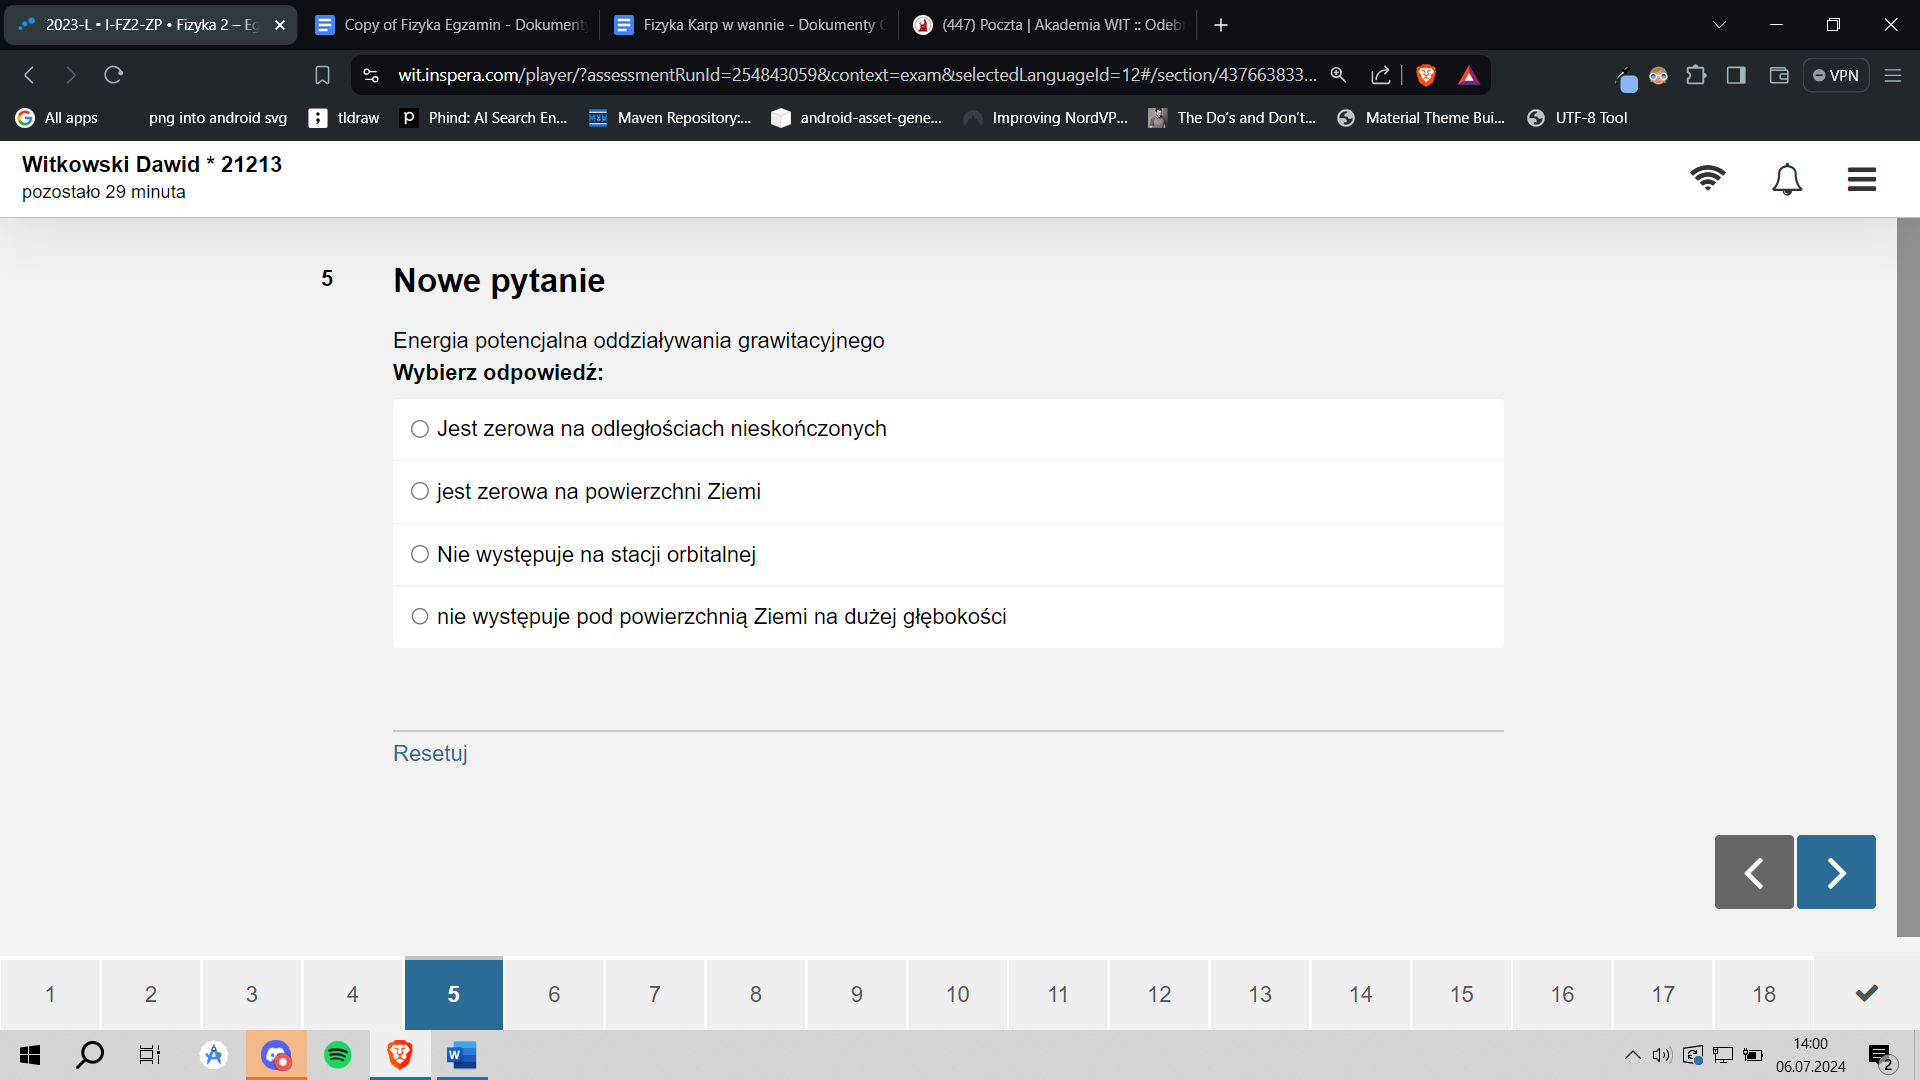 2023-L • I-FZ2-ZP • Fizyka 2 – Eg
Copy of Fizyka Egzamin - Dokument
Fizyka Karp w wannie - Dokumenty
(447) Poczta | Akademia WIT :: Odeb
wit.inspera.com/player/?assessmentRunId=254843059&context=exam&selectedLanguageId=12#/section/437663833...
VPN
All apps
png into android svg
tldraw
Phind: AI Search En...
Maven Repository:...
android-asset-gene...
Improving NordVP...
The Do's and Don't...
Material Theme Bui...
UTF-8 Tool
Witkowski Dawid * 21213
pozostało 29 minuta
5
Nowe pytanie
Energia potencjalna oddziaływania grawitacyjnego
Wybierz odpowiedź:
Jest zerowa na odległościach nieskończonych
jest zerowa na powierzchni Ziemi
Nie występuje na stacji orbitalnej
nie występuje pod powierzchnią Ziemi na dużej głębokości
Resetuj
1 2 3 4 5 6 7 8 9 10 11 12 13 14 15 16 17 18
14:00
06.07.2024
2